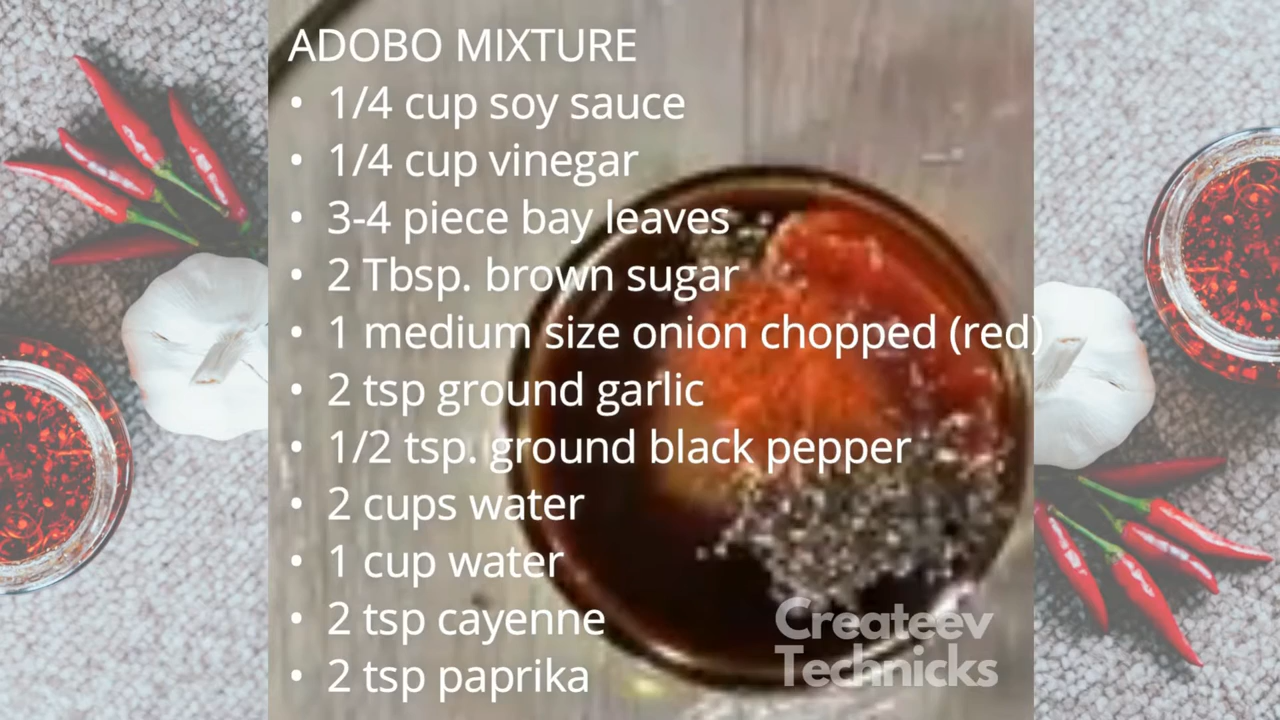 ADOBO MIXTURE
• 1/4 cup soy sauce
• 1/4 cup vinegar
• 3-4 piece bay leaves
• 2 Tbsp. brown sugar
• 1 medium size onion chopped (red)
• 2 tsp ground garlic
• 1/2 tsp. ground black pepper
• 2 cups water
• 1 cup water
• 2 tsp cayenne
• 2 tsp paprika
Createev
Technicks